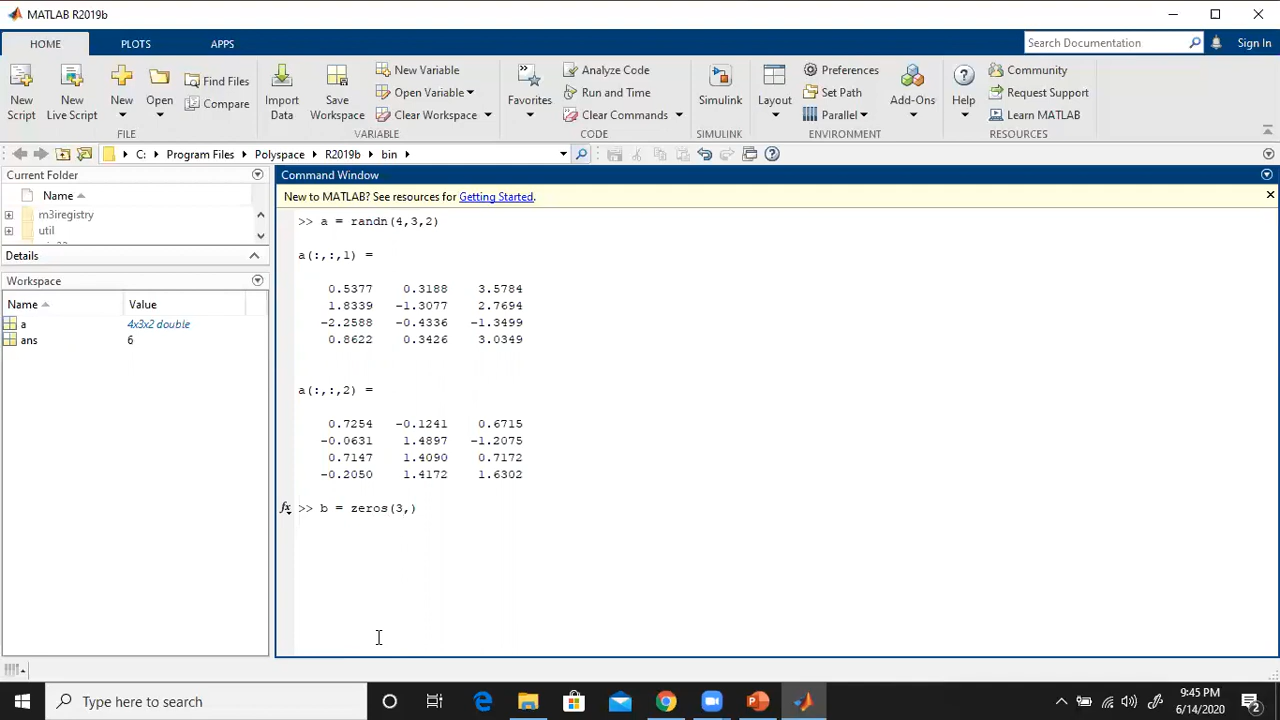 MATLAB R2019b
HOME PLOTS APPS
Search Documentation Sign In
New Script
New Live Script
New
Open
Find Files
Compare
FILE
Import Data
Save Workspace
New Variable
Open Variable
Clear Workspace
VARIABLE
Favorites
Analyze Code
Run and Time
Clear Commands
CODE
Simulink
SIMULINK
Layout
Preferences
Set Path
Parallel
Add-Ons
ENVIRONMENT
Help
Community
Request Support
Learn MATLAB
RESOURCES
C: Program Files Polyspace R2019b bin
Current Folder
Name
m3iregistry
util
Details
Workspace
Name Value
a 4x3x2 double
ans 6
Command Window
New to MATLAB? See resources for Getting Started.
>> a = randn(4,3,2)
a(:,:,1) =
0.5377 0.3188 3.5784
1.8339 -1.3077 2.7694
-2.2588 -0.4336 -1.3499
0.8622 0.3426 3.0349
a(:,:,2) =
0.7254 -0.1241 0.6715
-0.0631 1.4897 -1.2075
0.7147 1.4090 0.7172
-0.2050 1.4172 1.6302
fx >> b = zeros(3,)
Type here to search
9:45 PM
6/14/2020
2